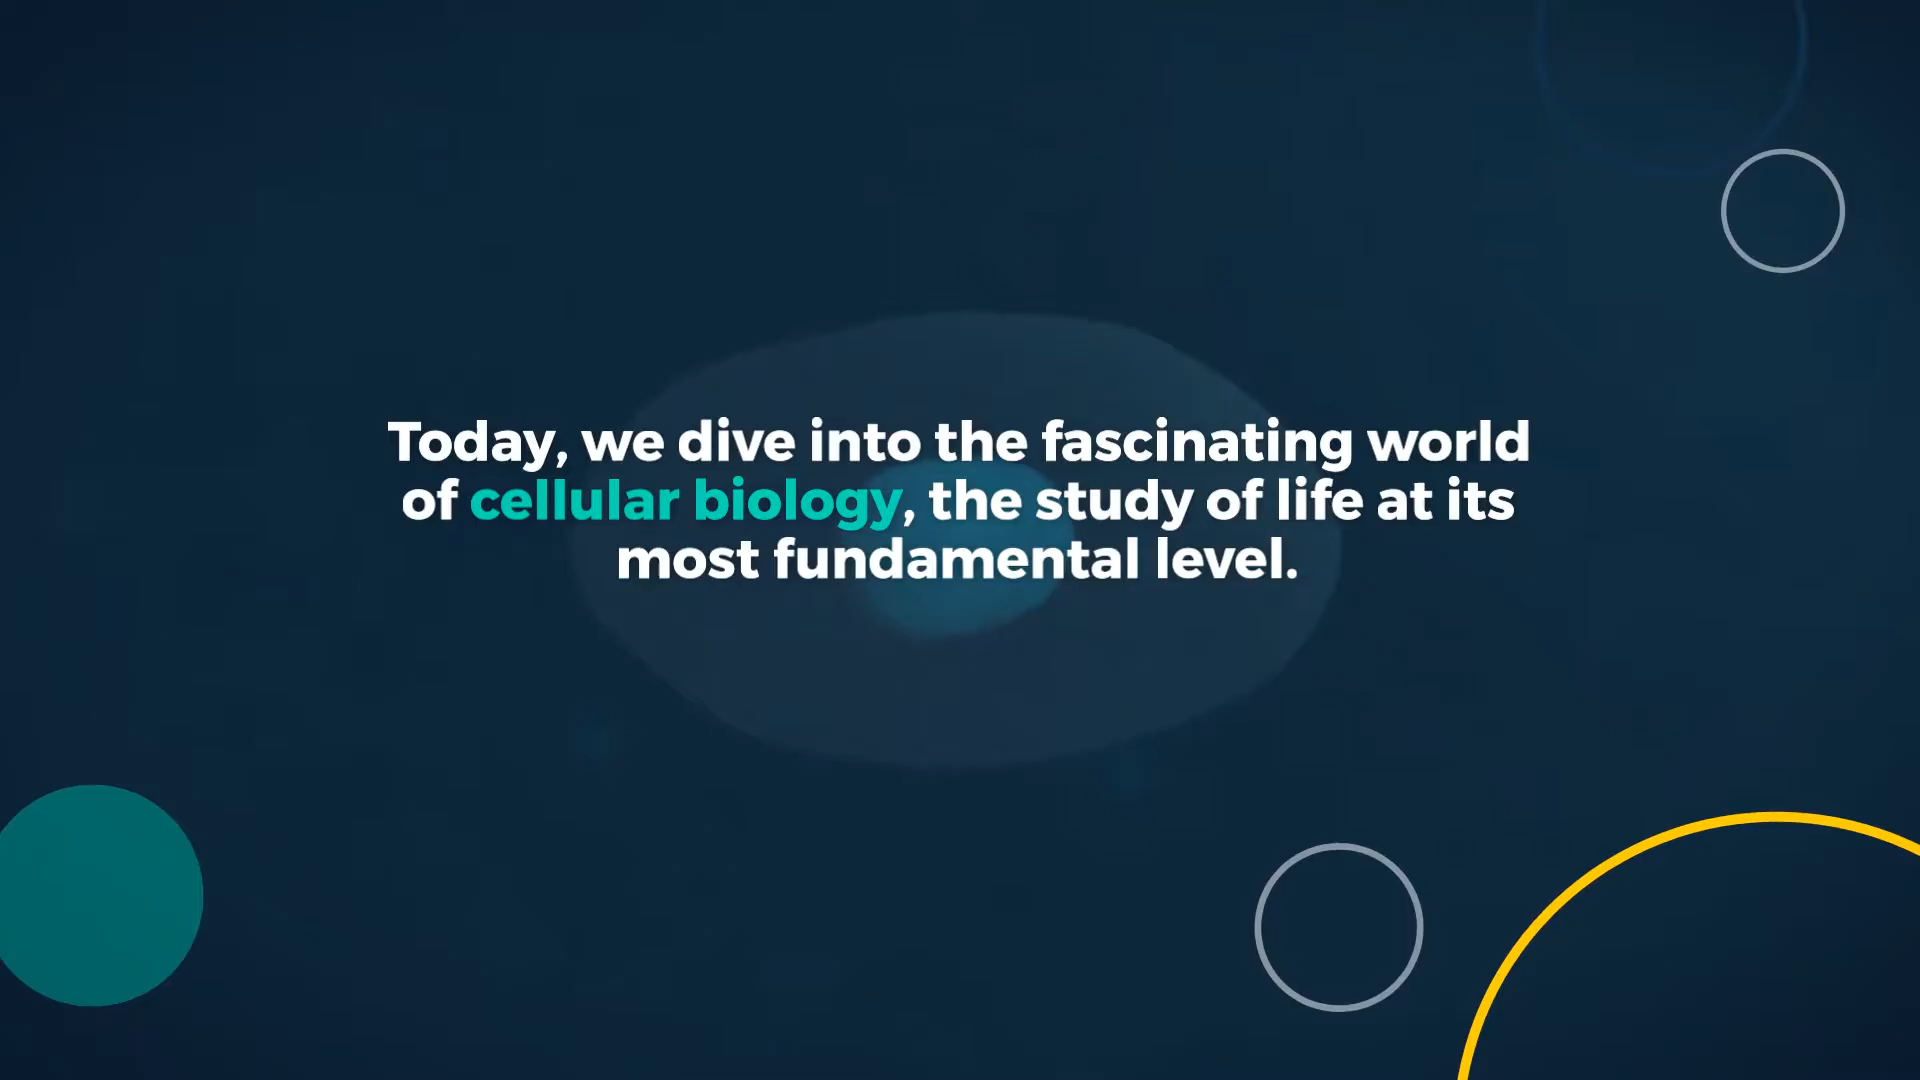 Today, we dive into the fascinating world
of cellular biology, the study of life at its
most fundamental level.